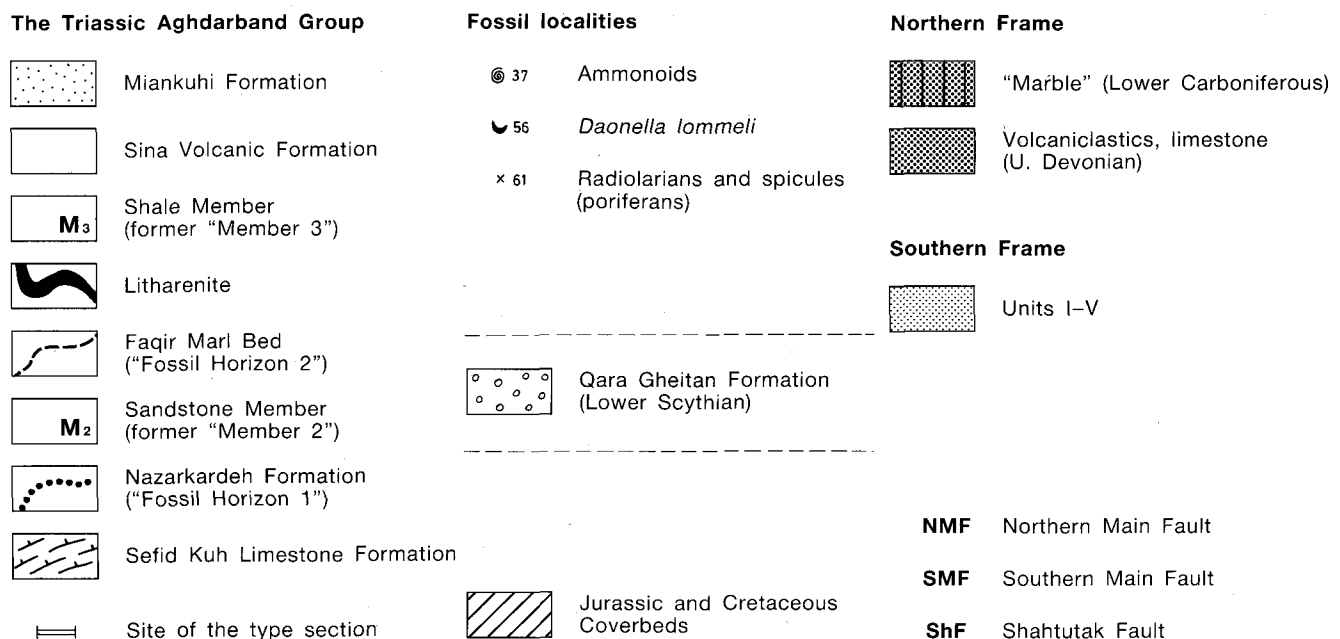 The Triassic Aghdarband Group
Miankuhi Formation
Sina Volcanic Formation
M3
Shale Member
(former “Member 3”)
Litharenite
Faqir Marl Bed
(“Fossil Horizon 2”)
M2
Sandstone Member
(former “Member 2”)
Nazarkardeh Formation
(“Fossil Horizon 1”)
Sefid Kuh Limestone Formation
Site of the type section
Fossil localities
37 Ammonoids
56 Daonella lommeli
× 61 Radiolarians and spicules
(poriferans)
Qara Gheitan Formation
(Lower Scythian)
Jurassic and Cretaceous
Coverbeds
Northern Frame
“Marble” (Lower Carboniferous)
Volcaniclastics, limestone
(U. Devonian)
Southern Frame
Units I–V
NMF Northern Main Fault
SMF Southern Main Fault
ShF Shahtutak Fault